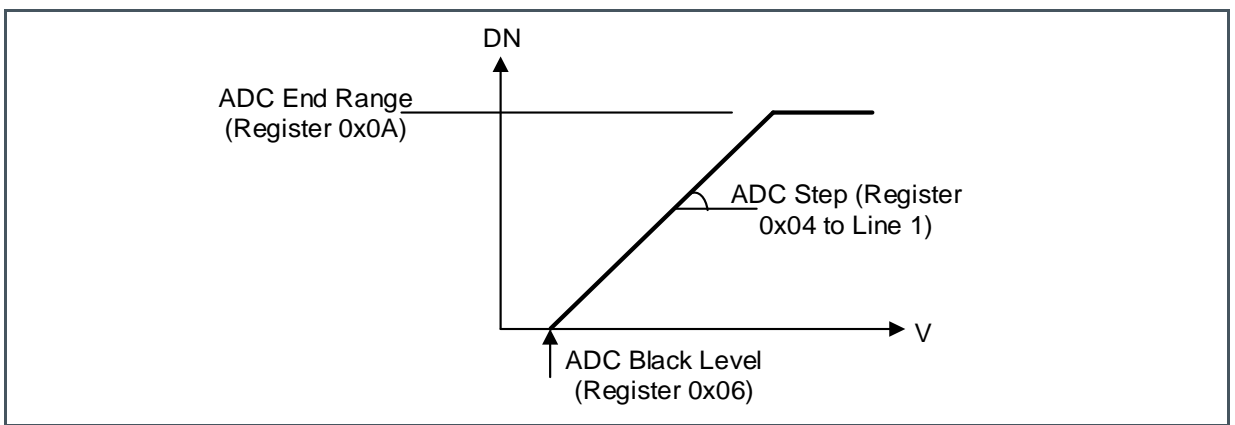 DN
ADC End Range
(Register 0x0A)
ADC Step (Register
0x04 to Line 1)
V
ADC Black Level
(Register 0x06)